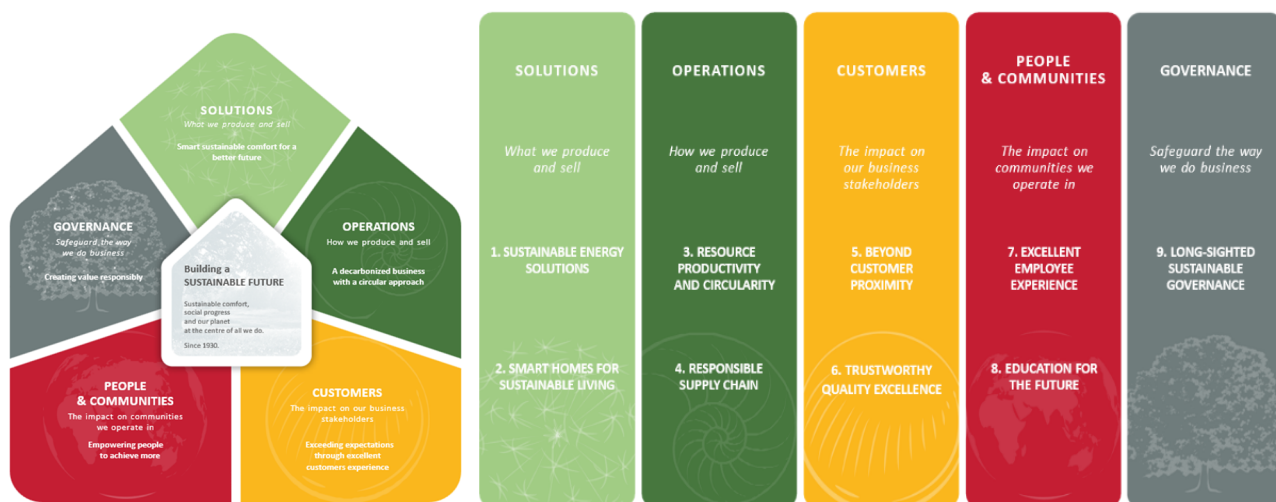 SOLUTIONS
What we produce and sell
Smart sustainable comfort for a
better future
GOVERNANCE
Safeguard the way
we do business
Creating value responsibly
OPERATIONS
How we produce and sell
A decarbonized business
with a circular approach
Building a
SUSTAINABLE FUTURE
Sustainable comfort,
social progress
and our planet
at the centre of all we do.
Since 1930.
PEOPLE
& COMMUNITIES
The impact on communities
we operate in
Empowering people
to achieve more
CUSTOMERS
The impact on our business
stakeholders
Exceeding expectations
through excellent
customers experience
SOLUTIONS
What we produce
and sell
1. SUSTAINABLE ENERGY
SOLUTIONS
2. SMART HOMES FOR
SUSTAINABLE LIVING
OPERATIONS
How we produce
and sell
3. RESOURCE
PRODUCTIVITY
AND CIRCULARITY
4. RESPONSIBLE
SUPPLY CHAIN
CUSTOMERS
The impact on
our business
stakeholders
5. BEYOND
CUSTOMER
PROXIMITY
6. TRUSTWORTHY
QUALITY EXCELLENCE
PEOPLE
& COMMUNITIES
The impact on
communities we
operate in
7. EXCELLENT
EMPLOYEE
EXPERIENCE
8. EDUCATION FOR
THE FUTURE
GOVERNANCE
Safeguard the way
we do business
9. LONG-SIGHTED
SUSTAINABLE
GOVERNANCE